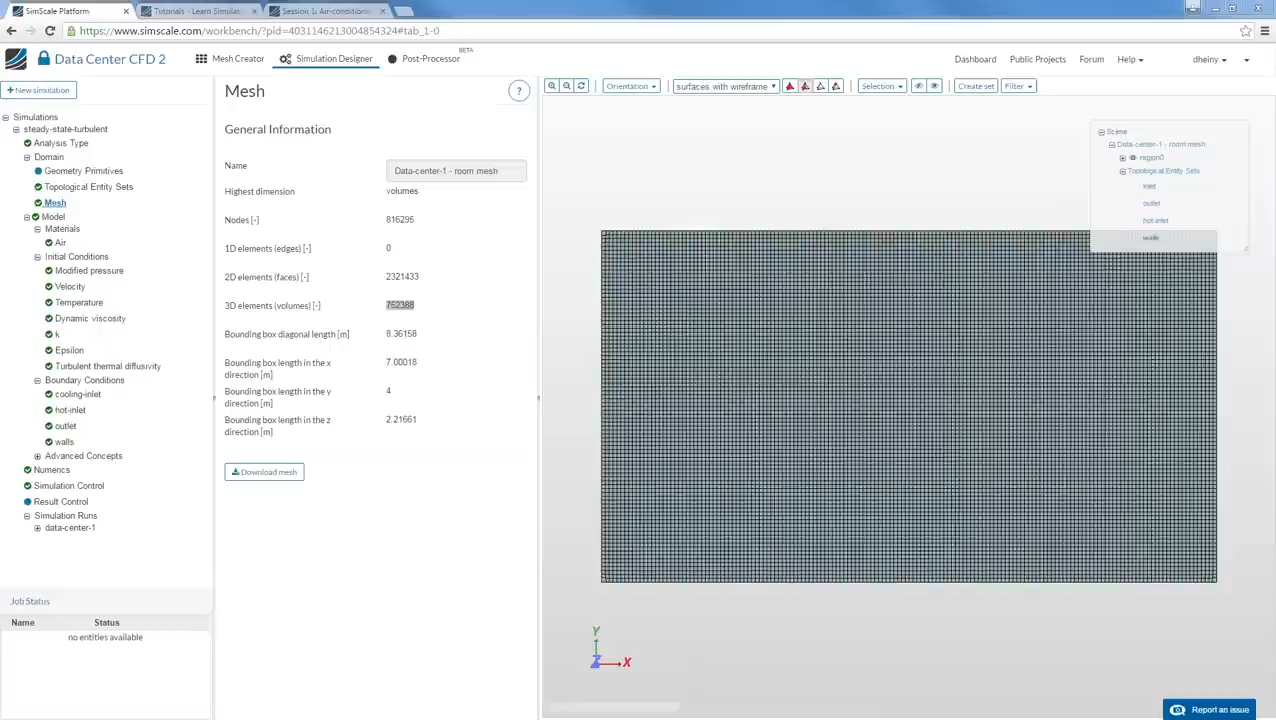 SimScale Platform
Tutorials - Learn Simulat
Session 1: Air-conditionin
https://www.simscale.com/workbench/?pid=4031146213004854324#tab_1-0
Data Center CFD 2
Mesh Creator
Simulation Designer
Post-Processor
BETA
Dashboard
Public Projects
Forum
Help
dheiny
+ New simulation
Simulations
steady-state-turbulent
Analysis Type
Domain
Geometry Primitives
Topological Entity Sets
Mesh
Model
Materials
Air
Initial Conditions
Modified pressure
Velocity
Temperature
Dynamic viscosity
k
Epsilon
Turbulent thermal diffusivity
Boundary Conditions
cooling-inlet
hot-inlet
outlet
walls
Advanced Concepts
Numerics
Simulation Control
Result Control
Simulation Runs
data-center-1
Job Status
Name Status
no entities available
Mesh
?
General Information
Name Data-center-1 - room mesh
Highest dimension volumes
Nodes [-] 816295
1D elements (edges) [-] 0
2D elements (faces) [-] 2321433
3D elements (volumes) [-] 752388
Bounding box diagonal length [m] 8.36158
Bounding box length in the x direction [m] 7.00018
Bounding box length in the y direction [m] 4
Bounding box length in the z direction [m] 2.21661
Download mesh
Orientation
surfaces with wireframe
Selection
Create set
Filter
Scene
Data-center-1 - room mesh
region0
Topological Entity Sets
inlet
outlet
hot-inlet
walls
Y
Z
X
Report an issue